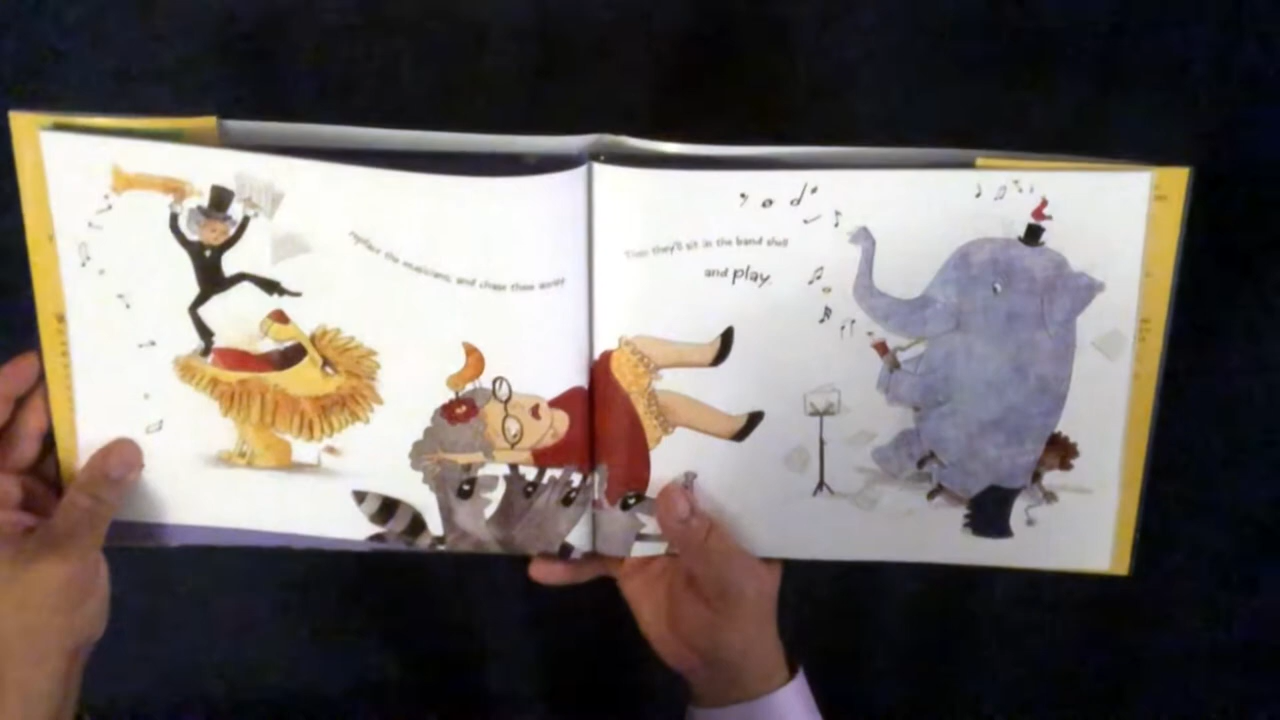 replace the musicians, and chase them away.
Then they'll sit in the band shell
and play.